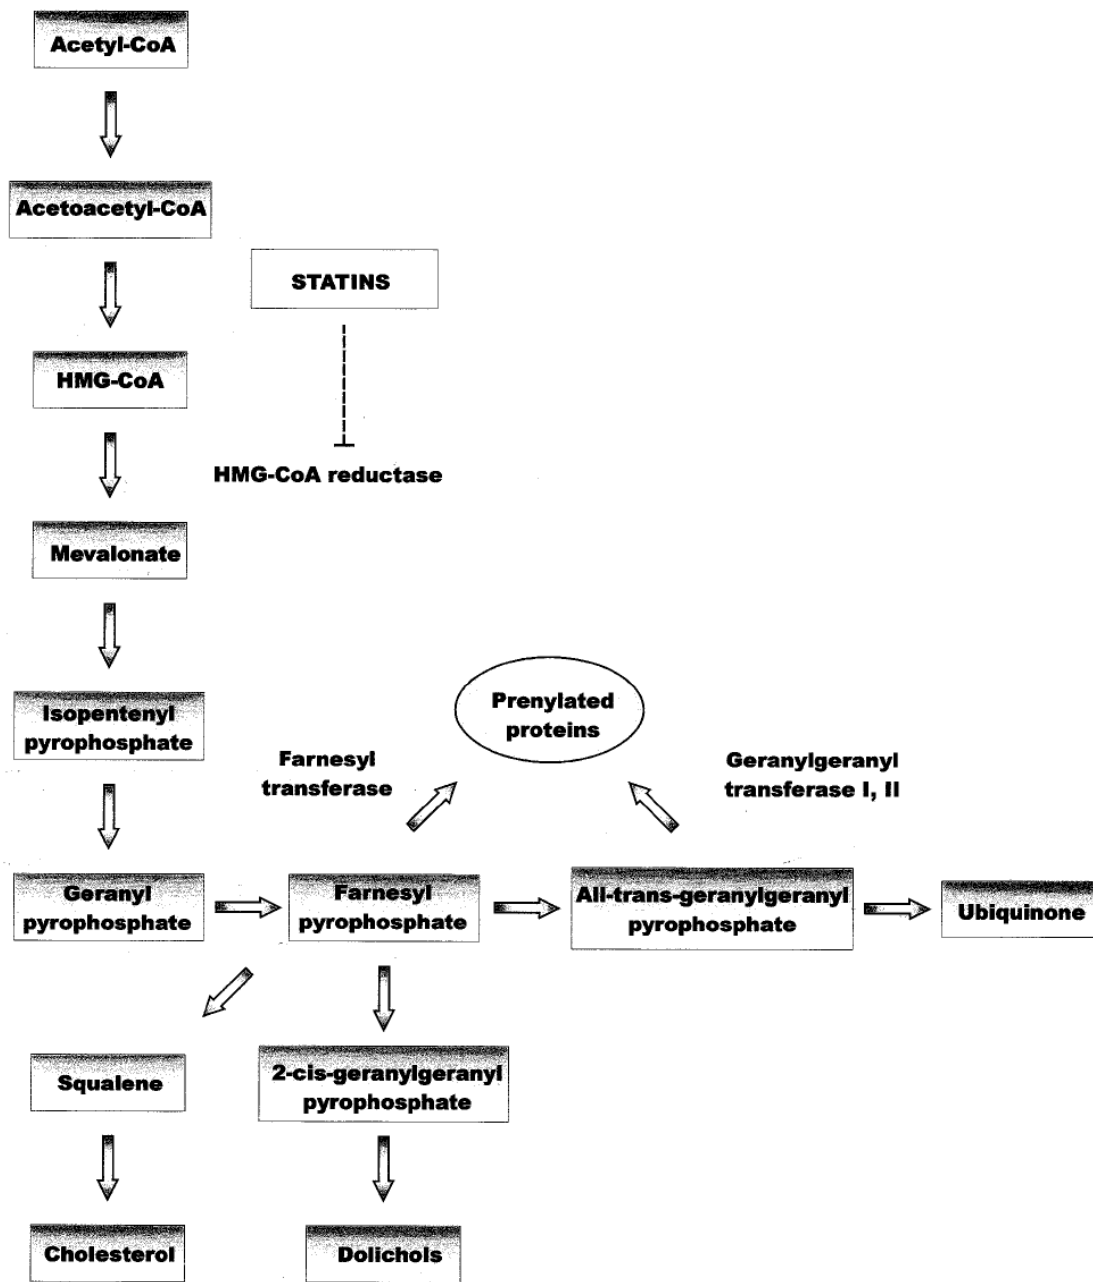 Acetyl-CoA
Acetoacetyl-CoA
STATINS
HMG-CoA
HMG-CoA reductase
Mevalonate
Isopentenyl
pyrophosphate
Prenylated
proteins
Farnesyl
transferase
Geranylgeranyl
transferase I, II
Geranyl
pyrophosphate
Farnesyl
pyrophosphate
All-trans-geranylgeranyl
pyrophosphate
Ubiquinone
Squalene
2-cis-geranylgeranyl
pyrophosphate
Cholesterol
Dolichols